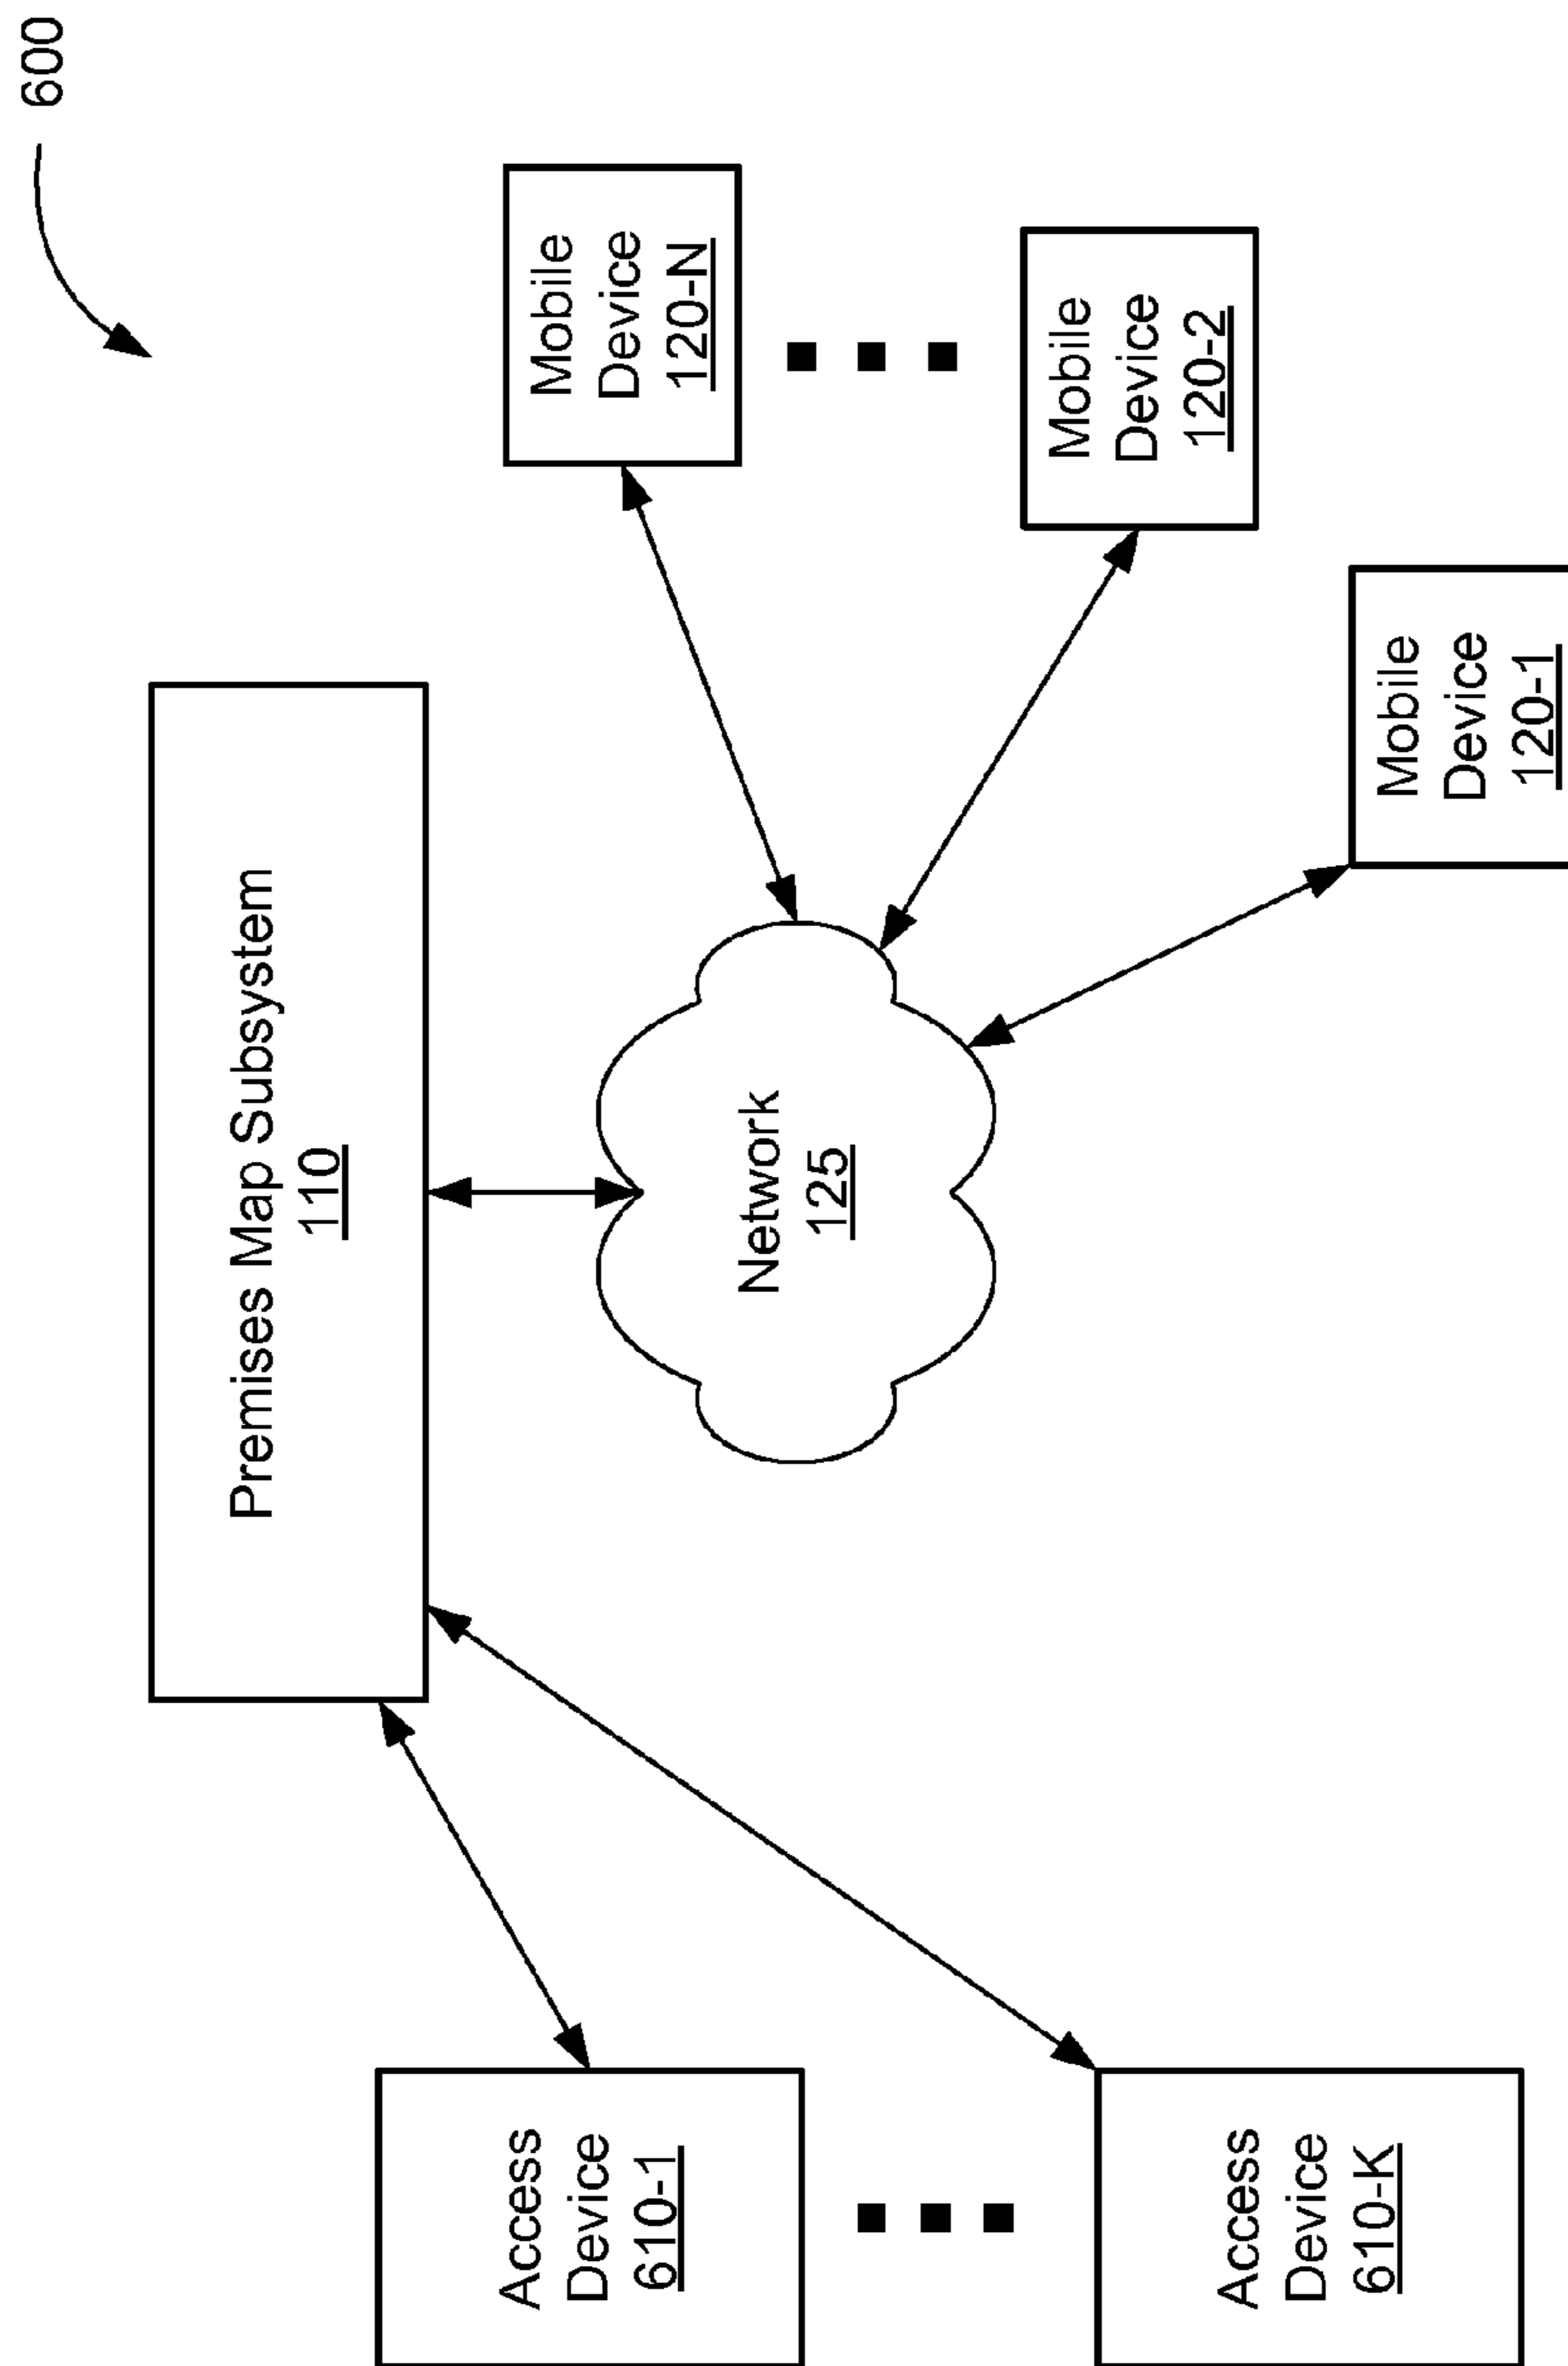 600
Premises Map Subsystem
110
Access
Device
610-1
Access
Device
610-K
Network
125
Mobile
Device
120-N
Mobile
Device
120-2
Mobile
Device
120-1